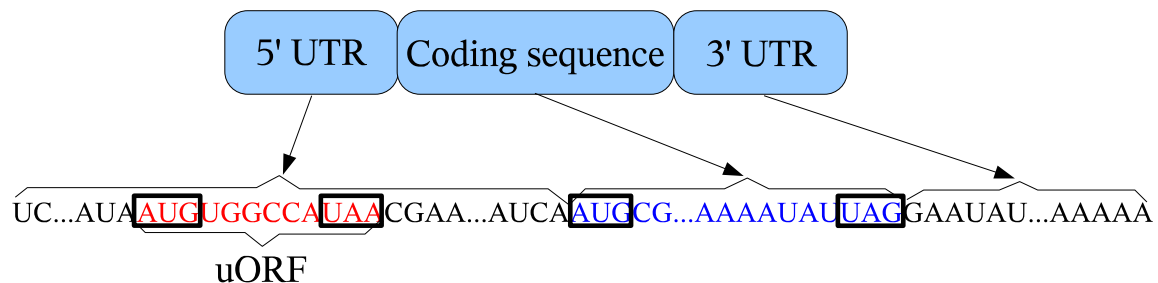 5' UTR Coding sequence 3' UTR
UC...AUAAUGUGGCCAUAACGAA...AUCAAUGCG...AAAAUAUUAGGAAUAU...AAAAA
uORF